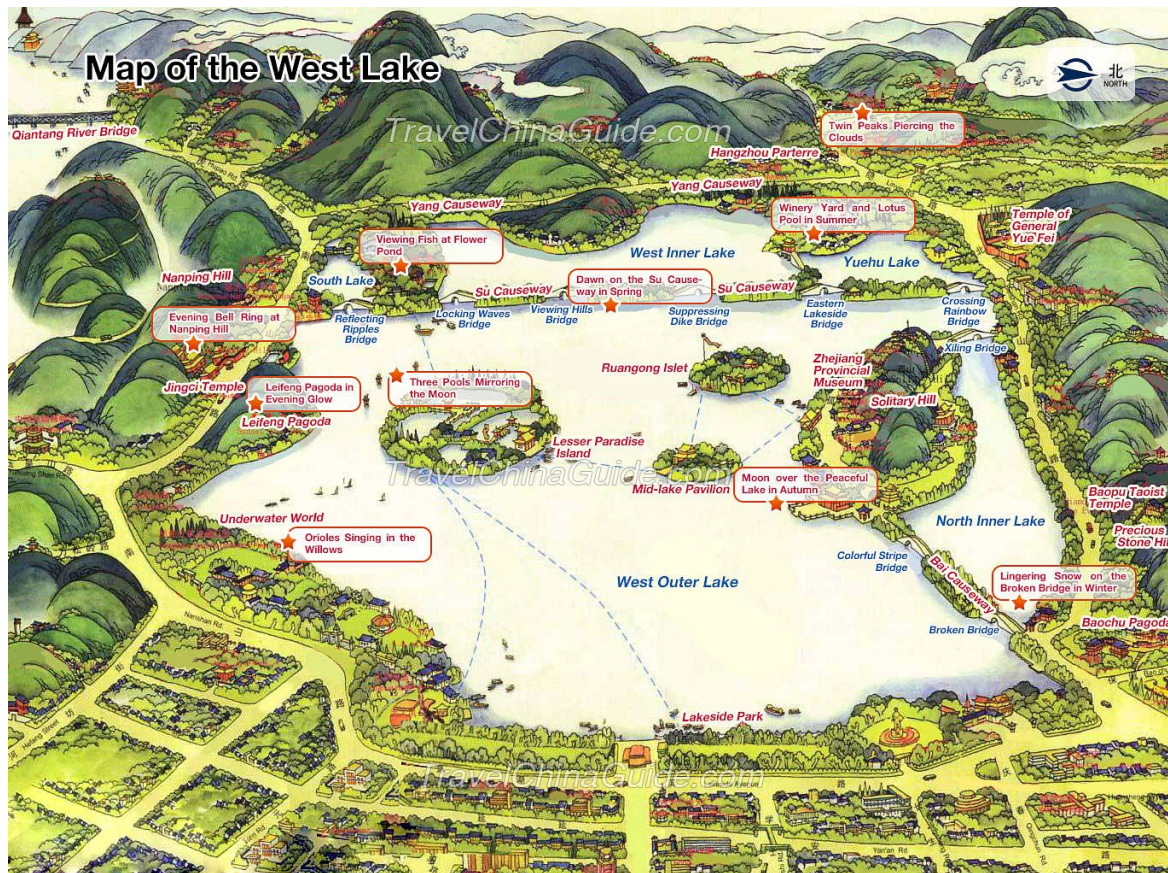 Map of the West Lake
北
NORTH
Qiantang River Bridge
TravelChinaGuide.com
Twin Peaks Piercing the
Clouds
Hangzhou Parterre
Yang Causeway
Yang Causeway
Winery Yard and Lotus
Pool in Summer
Temple of
General
Yue Fei
Viewing Fish at Flower
Pond
West Inner Lake
Yuehu Lake
Nanping Hill
South Lake
Su Causeway
Dawn on the Su Cause-
way in Spring
Su Causeway
Evening Bell Ring at
Nanping Hill
Reflecting
Ripples
Bridge
Locking Waves
Bridge
Viewing Hills
Bridge
Suppressing
Dike Bridge
Eastern
Lakeside
Bridge
Crossing
Rainbow
Bridge
Xiling Bridge
Jingci Temple
Leifeng Pagoda in
Evening Glow
Leifeng Pagoda
Three Pools Mirroring
the Moon
Ruangong Islet
Zhejiang
Provincial
Museum
Solitary Hill
Lesser Paradise
Island
TravelChinaGuide.com
Mid-lake Pavilion
Moon over the Peaceful
Lake in Autumn
Baopu Taoist
Temple
Precious
Stone Hil
Underwater World
Orioles Singing in the
Willows
North Inner Lake
Colorful Stripe
Bridge
Bai Causeway
West Outer Lake
Lingering Snow on the
Broken Bridge in Winter
Broken Bridge
Baochu Pagoda
Nanshan Rd.
Lakeside Park
TravelChinaGuide.com
Yan'an Rd.